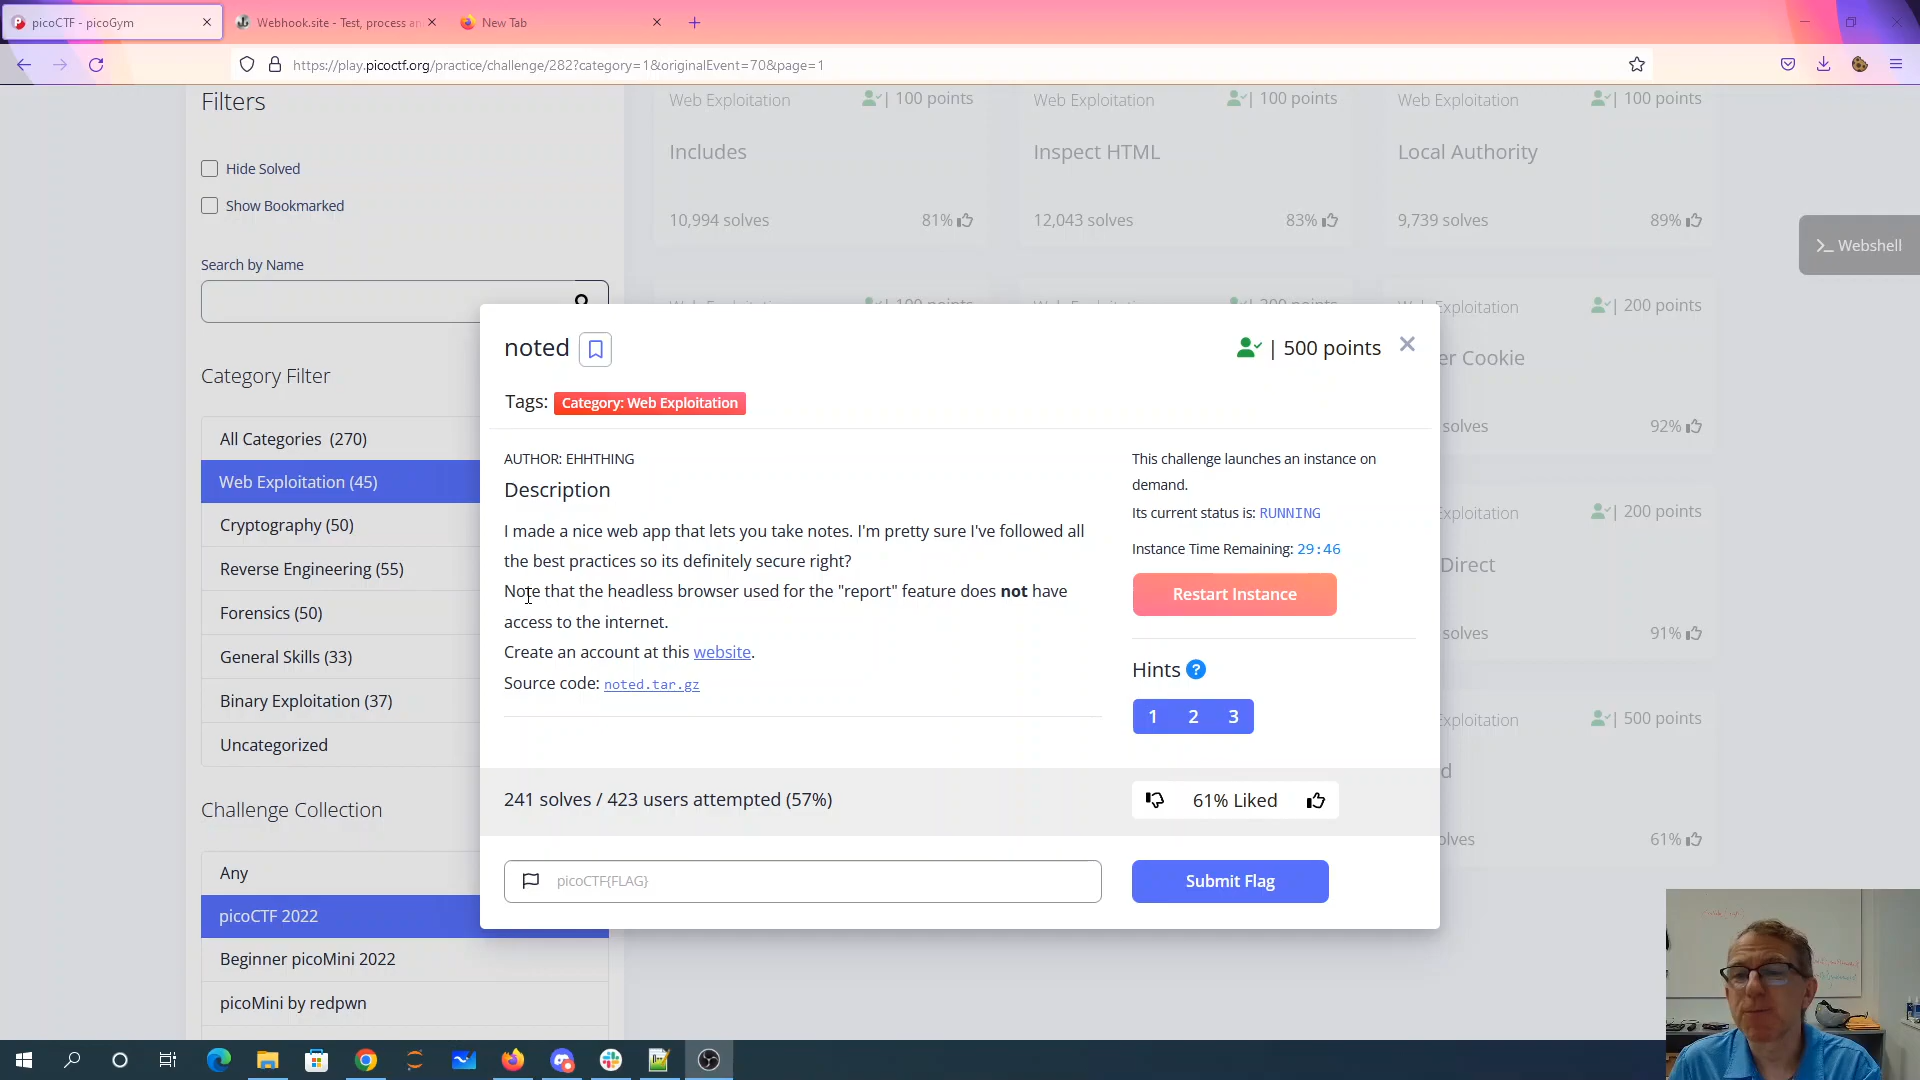 picoCTF - picoGym
Webhook.site - Test, process an
New Tab
https://play.picoctf.org/practice/challenge/282?category=1&originalEvent=70&page=1
Filters
Hide Solved
Show Bookmarked
Search by Name
Category Filter
All Categories (270)
Web Exploitation (45)
Cryptography (50)
Reverse Engineering (55)
Forensics (50)
General Skills (33)
Binary Exploitation (37)
Uncategorized
Challenge Collection
Any
picoCTF 2022
Beginner picoMini 2022
picoMini by redpwn
Web Exploitation | 100 points
Includes
10,994 solves 81%
Web Exploitation | 100 points
Inspect HTML
12,043 solves 83%
Web Exploitation | 100 points
Local Authority
9,739 solves 89%
>_ Webshell
Exploitation | 200 points
er Cookie
solves 92%
Exploitation | 200 points
Direct
solves 91%
Exploitation | 500 points
d
olves 61%
noted
| 500 points
Tags: Category: Web Exploitation
AUTHOR: EHHTHING
Description
I made a nice web app that lets you take notes. I'm pretty sure I've followed all
the best practices so its definitely secure right?
Note that the headless browser used for the "report" feature does not have
access to the internet.
Create an account at this website.
Source code: noted.tar.gz
This challenge launches an instance on
demand.
Its current status is: RUNNING
Instance Time Remaining: 29:46
Restart Instance
Hints ?
1 2 3
241 solves / 423 users attempted (57%)
61% Liked
picoCTF{FLAG}
Submit Flag